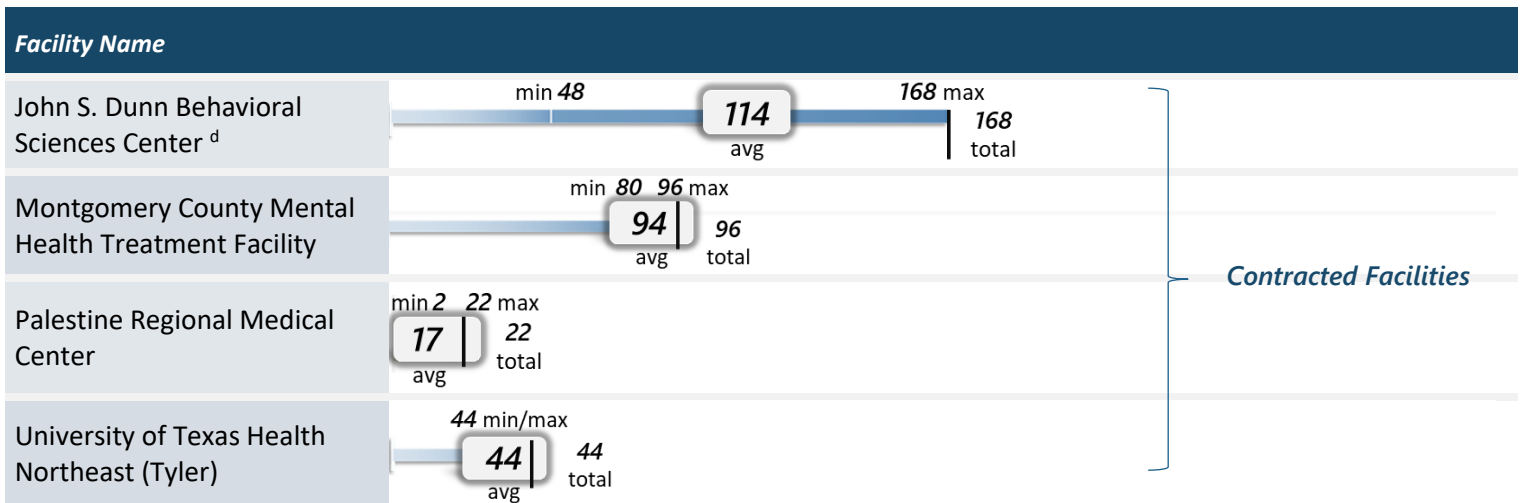 Facility Name
John S. Dunn Behavioral
Sciences Center d
min 48
168 max
114
avg
168
total
Montgomery County Mental
Health Treatment Facility
min 80 96 max
94
avg
96
total
Contracted Facilities
Palestine Regional Medical
Center
min 2 22 max
17
avg
22
total
University of Texas Health
Northeast (Tyler)
44 min/max
44
avg
44
total